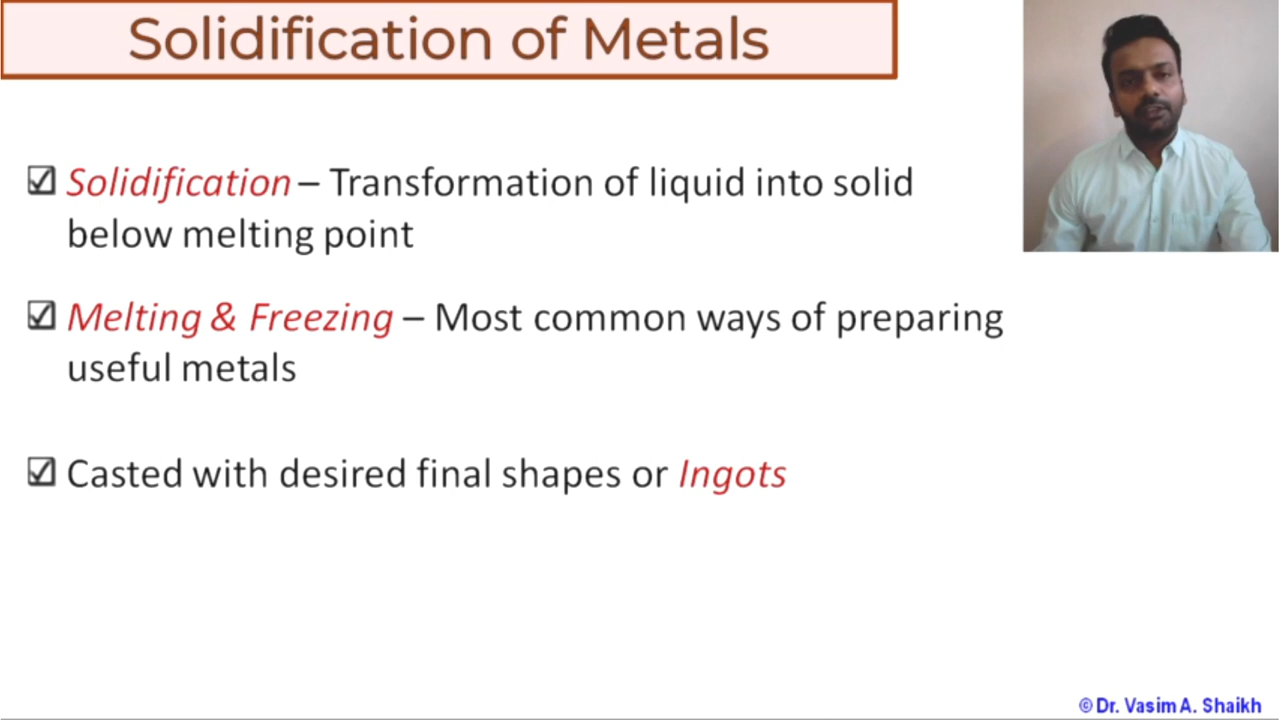 Solidification of Metals
☑ Solidification – Transformation of liquid into solid
below melting point
☑ Melting & Freezing – Most common ways of preparing
useful metals
☑ Casted with desired final shapes or Ingots
© Dr. Vasim A. Shaikh